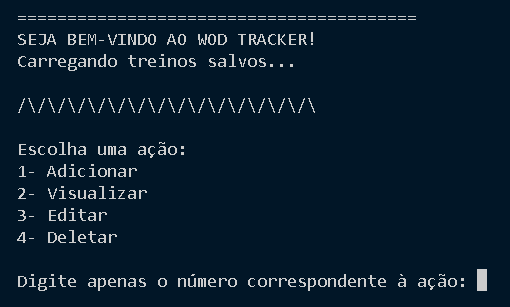 ========================================
SEJA BEM-VINDO AO WOD TRACKER!
Carregando treinos salvos...
/\/\/\/\/\/\/\/\/\/\/\/\/\/\/\
Escolha uma ação:
1- Adicionar
2- Visualizar
3- Editar
4- Deletar
Digite apenas o número correspondente à ação: